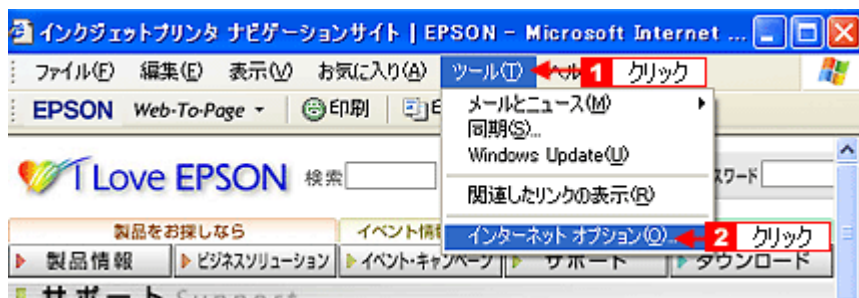 インクジェットプリンタ ナビゲーションサイト | EPSON - Microsoft Internet ...
ファイル(F) 編集(E) 表示(V) お気に入り(A) ツール(T) 1 クリック
EPSON Web-To-Page 印刷
メールとニュース(M)
同期(S)...
Windows Update(U)
関連したリンクの表示(R)
インターネット オプション(O)... 2 クリック
I Love EPSON 検索
製品をお探しなら イベント情
製品情報 ビジネスソリューション イベント・キャンペーン サポート ダウンロード
サポート Support